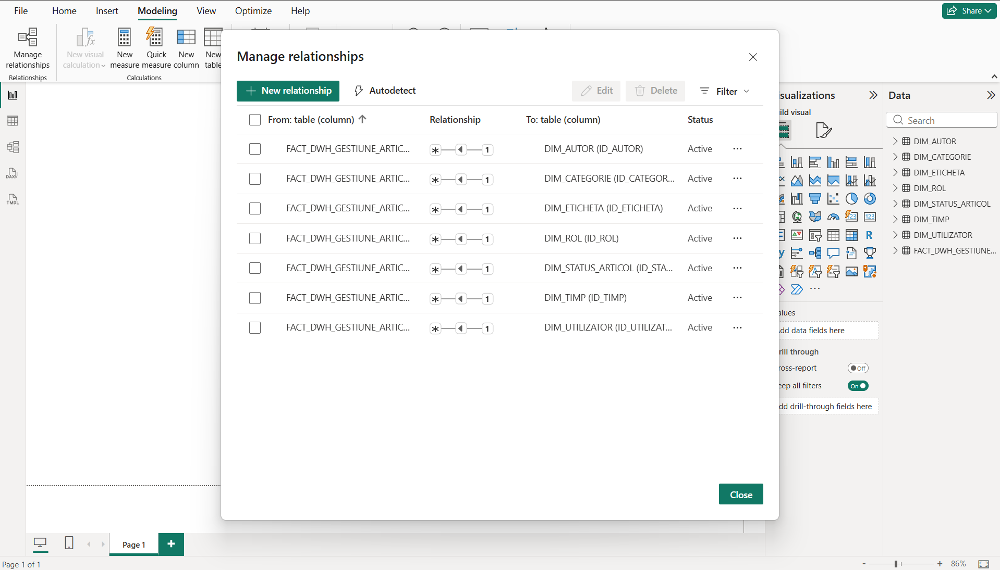 File Home Insert Modeling View Optimize Help
Share
Manage relationships
New visual calculation
New measure
Quick measure
New column
New table
Relationships
Calculations
Manage relationships
New relationship
Autodetect
Edit
Delete
Filter
From: table (column) Relationship To: table (column) Status
FACT_DWH_GESTIUNE_ARTIC... * 1 DIM_AUTOR (ID_AUTOR) Active ...
FACT_DWH_GESTIUNE_ARTIC... * 1 DIM_CATEGORIE (ID_CATEGOR... Active ...
FACT_DWH_GESTIUNE_ARTIC... * 1 DIM_ETICHETA (ID_ETICHETA) Active ...
FACT_DWH_GESTIUNE_ARTIC... * 1 DIM_ROL (ID_ROL) Active ...
FACT_DWH_GESTIUNE_ARTIC... * 1 DIM_STATUS_ARTICOL (ID_STA... Active ...
FACT_DWH_GESTIUNE_ARTIC... * 1 DIM_TIMP (ID_TIMP) Active ...
FACT_DWH_GESTIUNE_ARTIC... * 1 DIM_UTILIZATOR (ID_UTILIZAT... Active ...
Close
DAX
TMDL
isualizations
ild visual
123
123
R
y
...
alues
dd data fields here
rill through
ross-report
Off
eep all filters
On
dd drill-through fields here
Data
Search
DIM_AUTOR
DIM_CATEGORIE
DIM_ETICHETA
DIM_ROL
DIM_STATUS_ARTICOL
DIM_TIMP
DIM_UTILIZATOR
FACT_DWH_GESTIUNE...
Page 1
+
Page 1 of 1
- + 86%